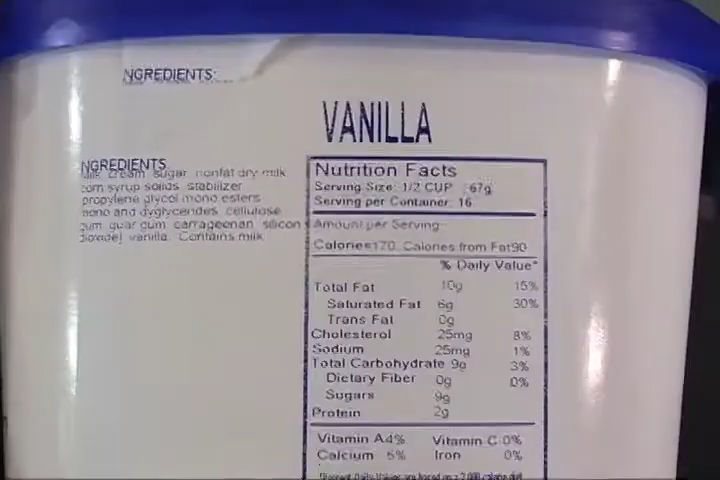 NGREDIENTS:
VANILLA
NGREDIENTS
cream sugar nonfat dry milk
corn syrup solids stabilizer
propylene glycol mono esters
mono and dyglycerides cellulose
gum guar gum carrageenan silicon
dioxide) vanilla. Contains milk
Nutrition Facts
Serving Size: 1/2 CUP 67g
Serving per Container: 16
Amount per Serving
Calories 170 Calories from Fat 90
% Daily Value*
Total Fat 10g 15%
Saturated Fat 6g 30%
Trans Fat 0g
Cholesterol 25mg 8%
Sodium 25mg 1%
Total Carbohydrate 9g 3%
Dietary Fiber 0g 0%
Sugars 9g
Protein 2g
Vitamin A 4% Vitamin C 0%
Calcium 6% Iron 0%